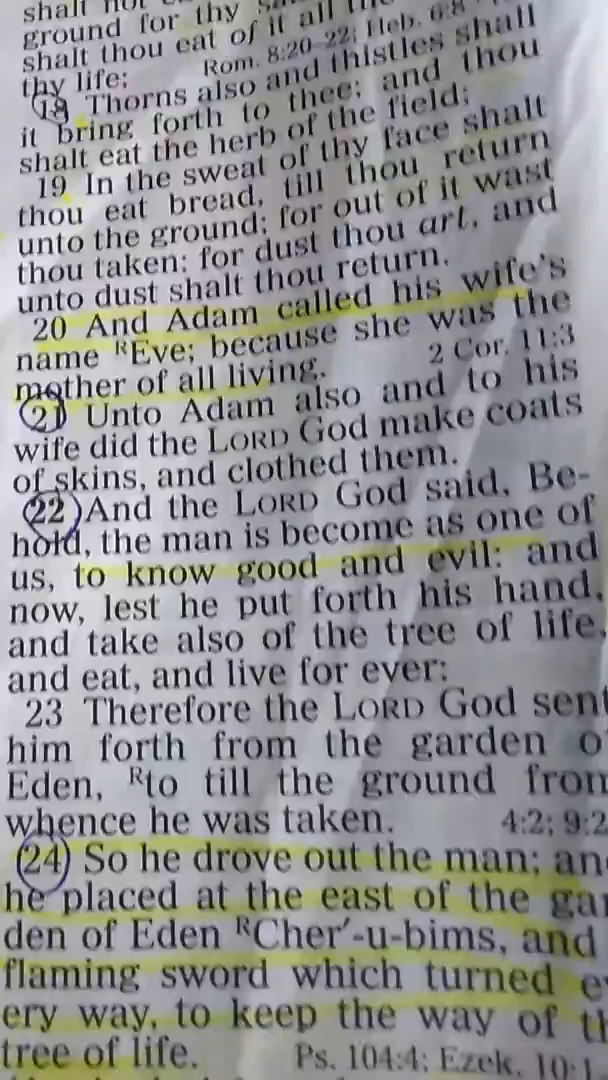 shall not
ground for thy
shalt thou eat of it all the
thy life; Rom. 8:20–22; Heb. 6:8
18 Thorns also and thistles shall
it bring forth to thee; and thou
shalt eat the herb of the field;
19 In the sweat of thy face shalt
thou eat bread, till thou return
unto the ground; for out of it wast
thou taken: for dust thou art, and
unto dust shalt thou return.
20 And Adam called his wife's
name REve; because she was the
mother of all living. 2 Cor. 11:3
21 Unto Adam also and to his
wife did the LORD God make coats
of skins, and clothed them.
22 And the LORD God said, Be-
hold, the man is become as one of
us, to know good and evil: and
now, lest he put forth his hand,
and take also of the tree of life,
and eat, and live for ever:
23 Therefore the LORD God sent
him forth from the garden o
Eden, Rto till the ground from
whence he was taken. 4:2; 9:2
24 So he drove out the man; an
he placed at the east of the gar
den of Eden RCher′-u-bims, and
flaming sword which turned ev
ery way, to keep the way of th
tree of life. Ps. 104:4; Ezek. 10:1